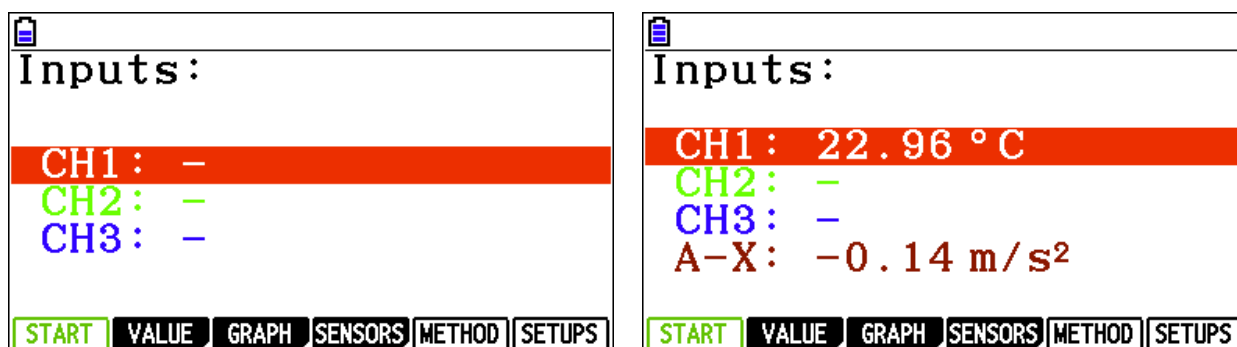 Inputs:
CH1: –
CH2: –
CH3: –
START VALUE GRAPH SENSORS METHOD SETUPS
Inputs:
CH1: 22.96 °C
CH2: –
CH3: –
A–X: –0.14 m/s²
START VALUE GRAPH SENSORS METHOD SETUPS